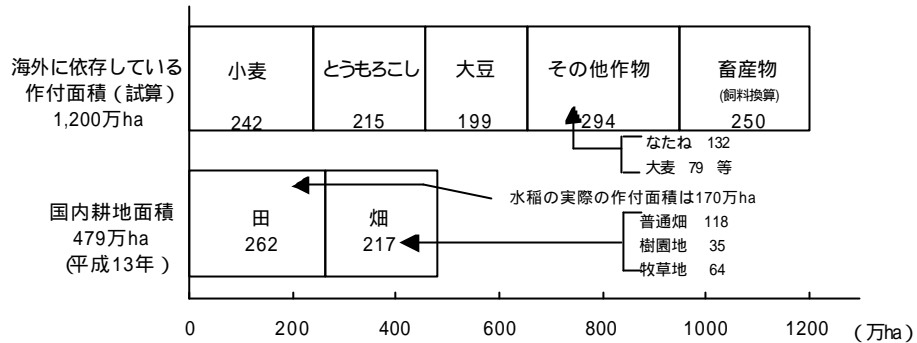 海外に依存している
作付面積（試算）
1,200万ha
小麦
242
とうもろこし
215
大豆
199
その他作物
294
畜産物
(飼料換算)
250
なたね 132
大麦 79 等
国内耕地面積
479万ha
(平成13年)
田
262
畑
217
水稲の実際の作付面積は170万ha
普通畑 118
樹園地 35
牧草地 64
0 200 400 600 800 1000 1200 (万ha)